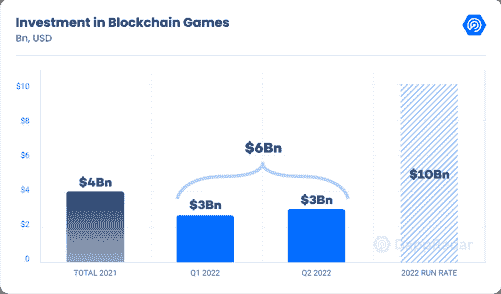 Investment in Blockchain Games
Bn, USD
$10
$8
$6
$4
$2
0
$4Bn
$6Bn
$3Bn
$3Bn
$10Bn
DappRadar
TOTAL 2021
Q1 2022
Q2 2022
2022 RUN RATE